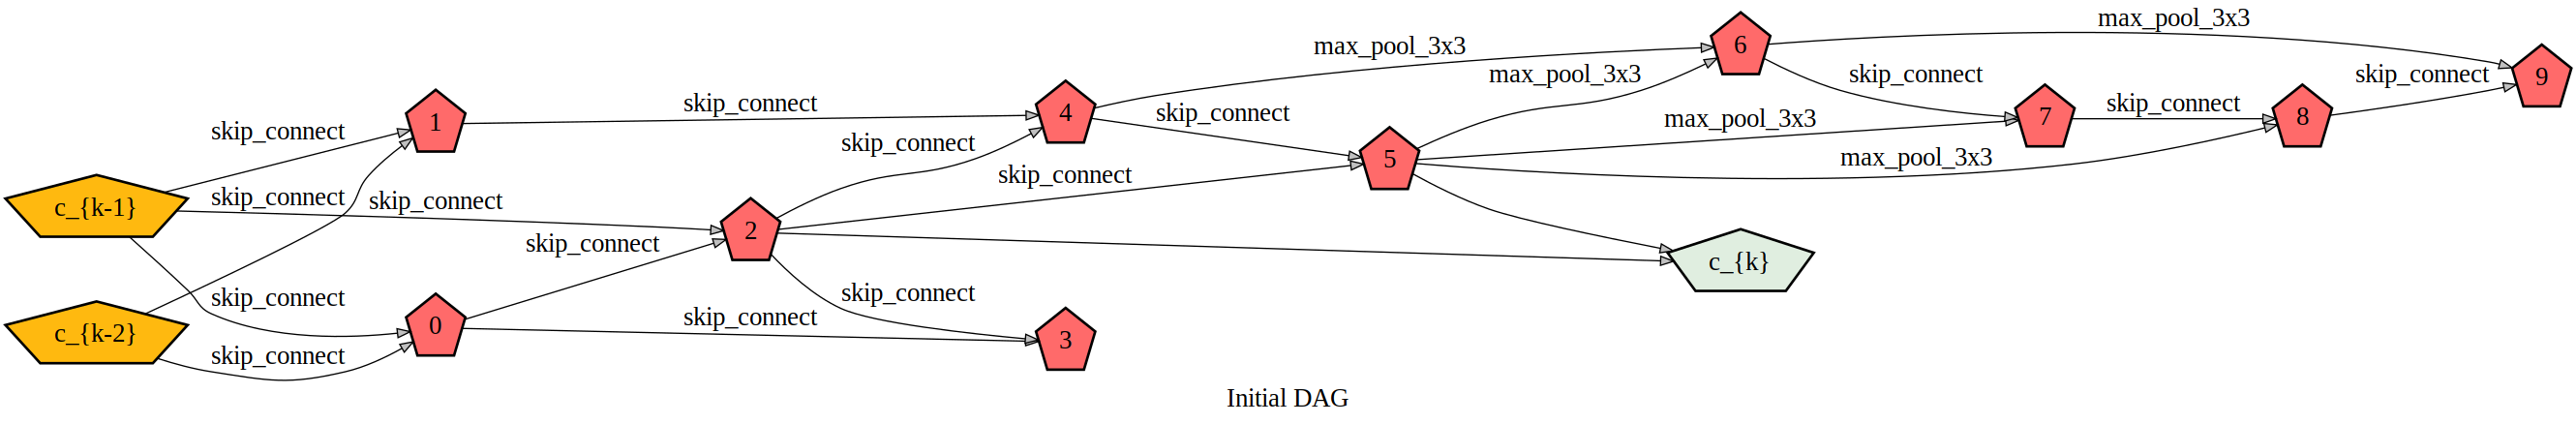 max_pool_3x3
max_pool_3x3
6
max_pool_3x3
skip_connect
skip_connect
9
skip_connect
1
skip_connect
4
skip_connect
max_pool_3x3
7
skip_connect
8
skip_connect
5
max_pool_3x3
c_{k-1}
skip_connect
skip_connect
skip_connect
2
skip_connect
c_{k}
c_{k-2}
skip_connect
0
skip_connect
skip_connect
3
skip_connect
Initial DAG